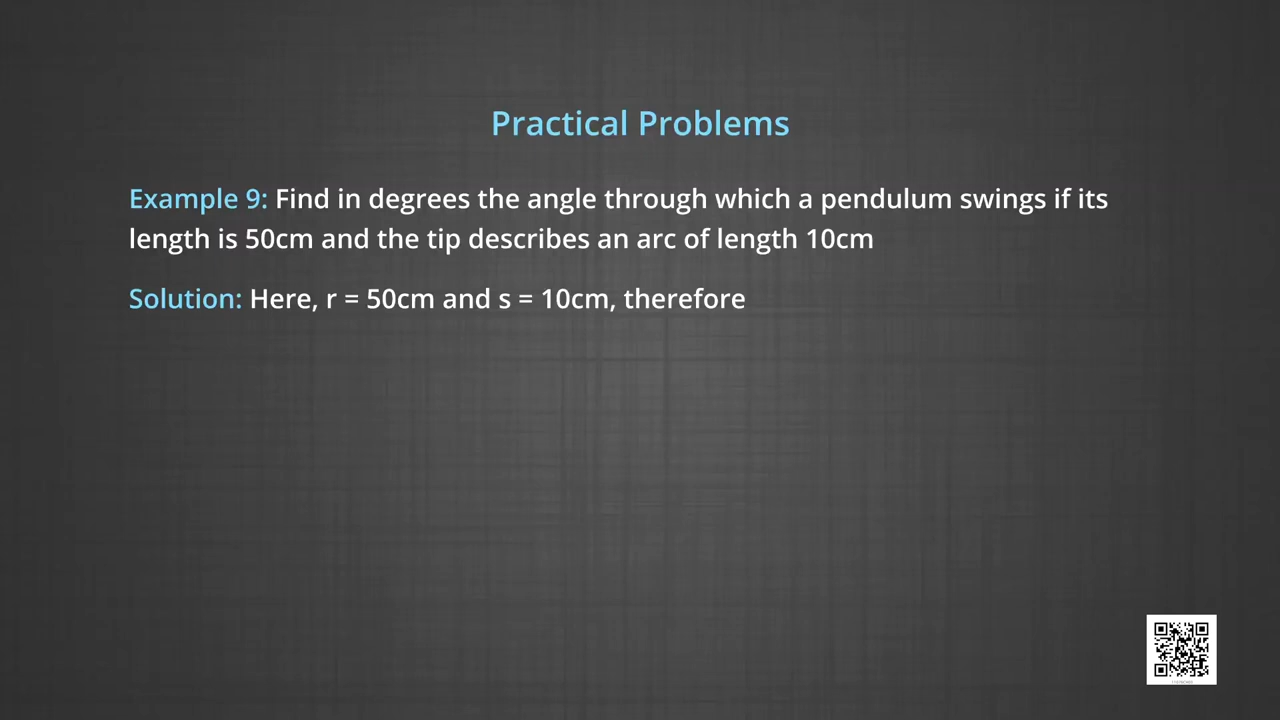 Practical Problems
Example 9: Find in degrees the angle through which a pendulum swings if its
length is 50cm and the tip describes an arc of length 10cm
Solution: Here, r = 50cm and s = 10cm, therefore